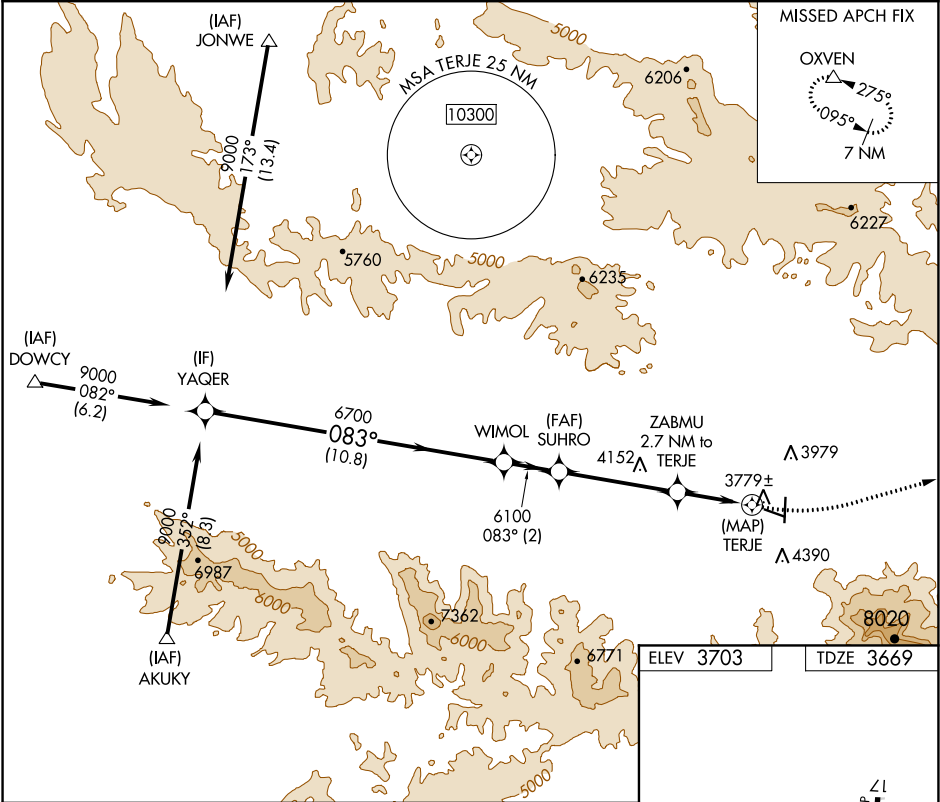 (IAF)
JONWE
9000
173°
(13.4)
MSA TERJE 25 NM
10300
5000
6206
MISSED APCH FIX
OXVEN
275°
095°
7 NM
6227
5760
5000
6235
(IAF)
DOWCY
9000
082°
(6.2)
(IF)
YAQER
6700
083°
(10.8)
WIMOL
(FAF)
SUHRO
6100
083° (2)
4152
ZABMU
2.7 NM to
TERJE
3979
3779±
(MAP)
TERJE
4390
9000
352°
(8.3)
5000
6987
6000
(IAF)
AKUKY
7362
6000
6771
8020
5000
ELEV 3703
TDZE 3669
17
P